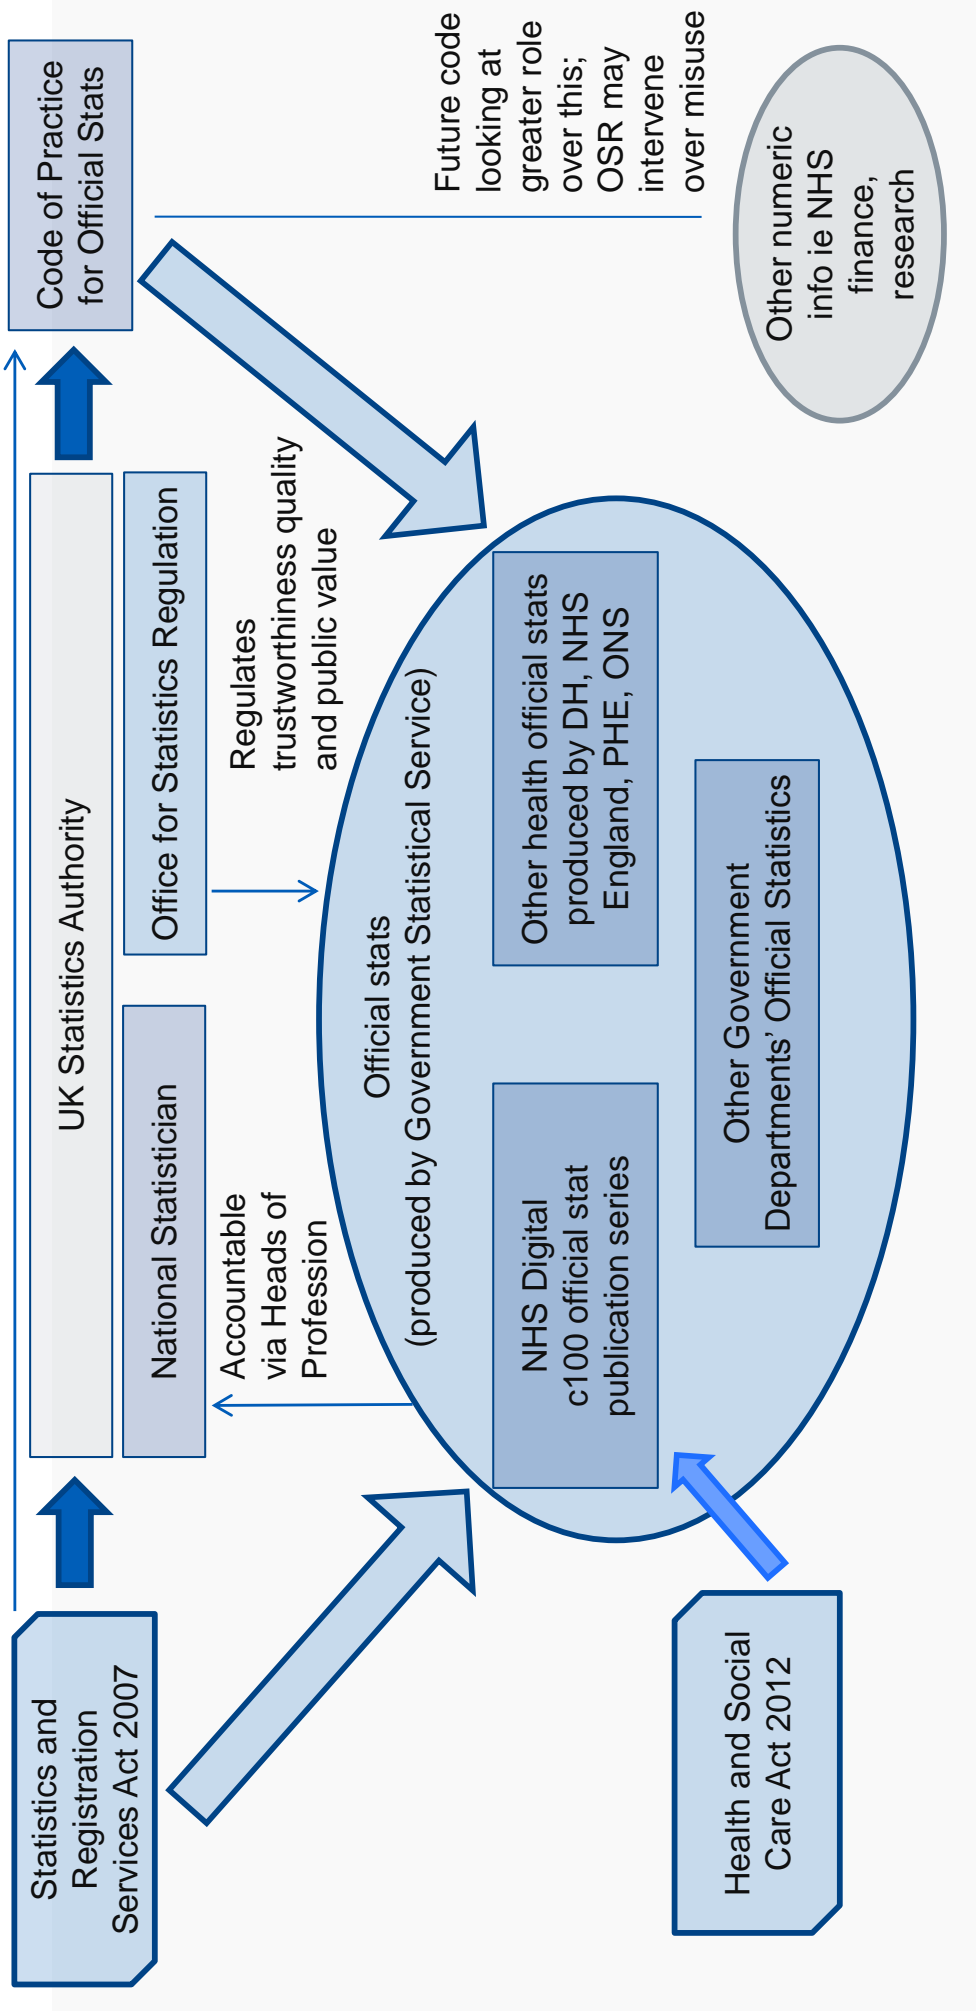 Statistics and
Registration
Services Act 2007
UK Statistics Authority
National Statistician
Office for Statistics Regulation
Code of Practice
for Official Stats
Accountable
via Heads of
Profession
Regulates
trustworthiness quality
and public value
Official stats
(produced by Government Statistical Service)
NHS Digital
c100 official stat
publication series
Other health official stats
produced by DH, NHS
England, PHE, ONS
Other Government
Departments’ Official Statistics
Health and Social
Care Act 2012
Future code
looking at
greater role
over this;
OSR may
intervene
over misuse
Other numeric
info ie NHS
finance,
research